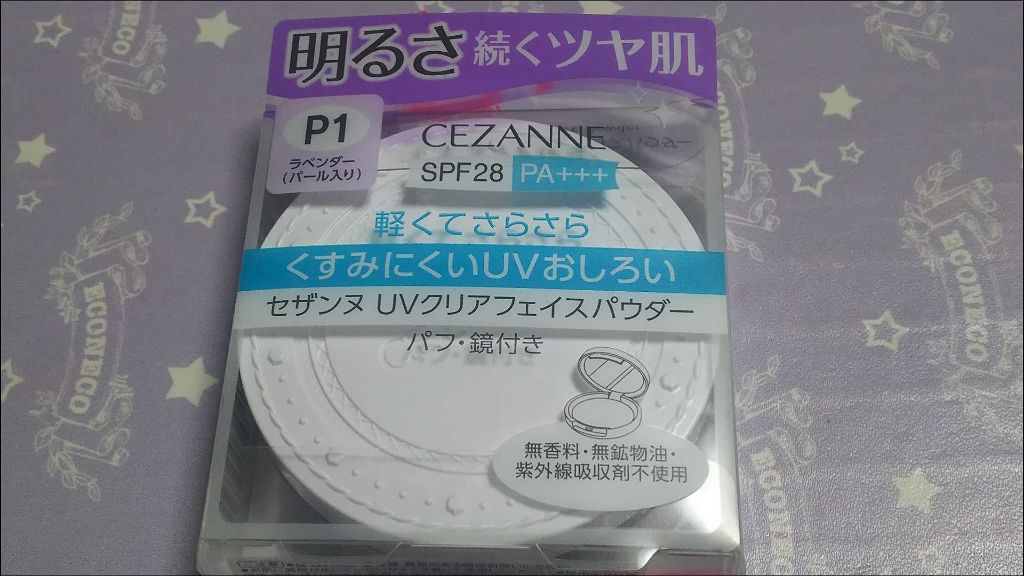 明るさ続くツヤ肌
P1
ラベンダー
(パール入り)
CEZANNE
SPF28 PA+++
軽くてさらさら
くすみにくいUVおしろい
セザンヌ UVクリアフェイスパウダー
パフ・鏡付き
無香料・無鉱物油・
紫外線吸収剤不使用
ECONECO
ECONECO
ECONECO